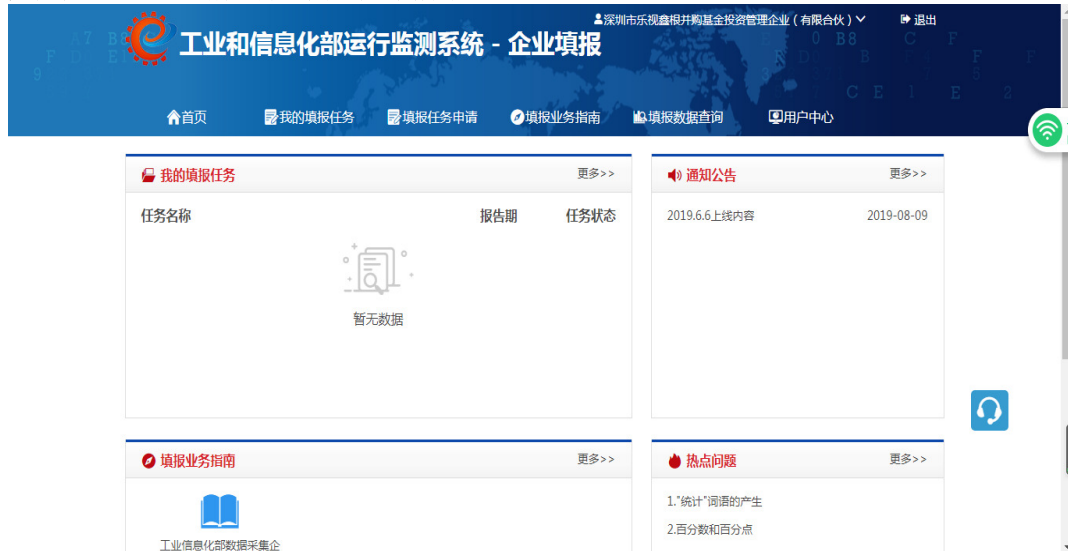 深圳市乐视鑫根并购基金投资管理企业（有限合伙） 退出
工业和信息化部运行监测系统 - 企业填报
首页 我的填报任务 填报任务申请 填报业务指南 填报数据查询 用户中心
我的填报任务 更多>>
任务名称 报告期 任务状态
暂无数据
通知公告 更多>>
2019.6.6上线内容 2019-08-09
填报业务指南 更多>>
工业信息化部数据采集企
热点问题 更多>>
1."统计"词语的产生
2.百分数和百分点